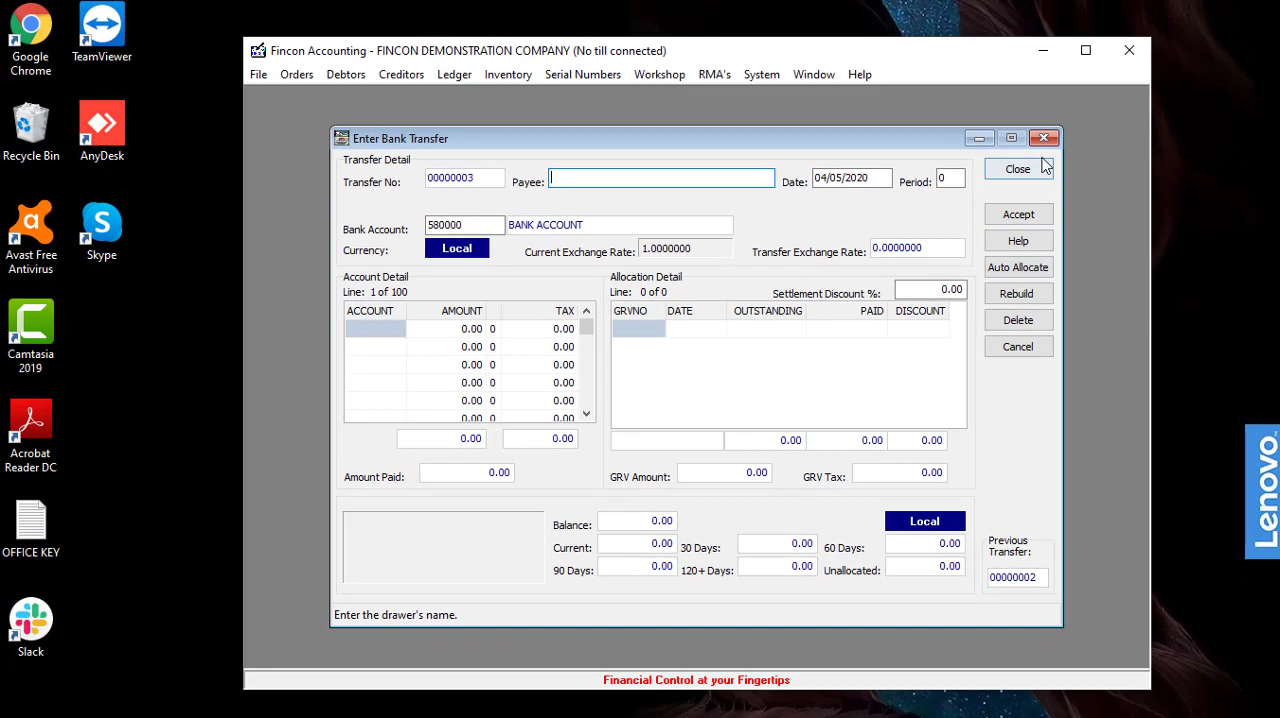 Google
Chrome
TeamViewer
Recycle Bin
AnyDesk
Avast Free
Antivirus
Skype
Camtasia
2019
Acrobat
Reader DC
OFFICE KEY
Slack
Fincon Accounting - FINCON DEMONSTRATION COMPANY (No till connected)
File Orders Debtors Creditors Ledger Inventory Serial Numbers Workshop RMA's System Window Help
Enter Bank Transfer
Transfer Detail
Transfer No: 00000003 Payee: Date: 04/05/2020 Period: 0
Bank Account: 580000 BANK ACCOUNT
Currency: Local Current Exchange Rate: 1.0000000 Transfer Exchange Rate: 0.0000000
Account Detail
Line: 1 of 100
ACCOUNT AMOUNT TAX
0.00 0 0.00
0.00 0 0.00
0.00 0 0.00
0.00 0 0.00
0.00 0 0.00
0.00 0 0.00
0.00 0.00
Amount Paid: 0.00
Allocation Detail
Line: 0 of 0 Settlement Discount %: 0.00
GRVNO DATE OUTSTANDING PAID DISCOUNT
0.00 0.00 0.00
GRV Amount: 0.00 GRV Tax: 0.00
Balance: 0.00 Local
Current: 0.00 30 Days: 0.00 60 Days: 0.00
90 Days: 0.00 120+ Days: 0.00 Unallocated: 0.00
Close
Accept
Help
Auto Allocate
Rebuild
Delete
Cancel
Previous
Transfer:
00000002
Enter the drawer's name.
Financial Control at your Fingertips
Lenovo